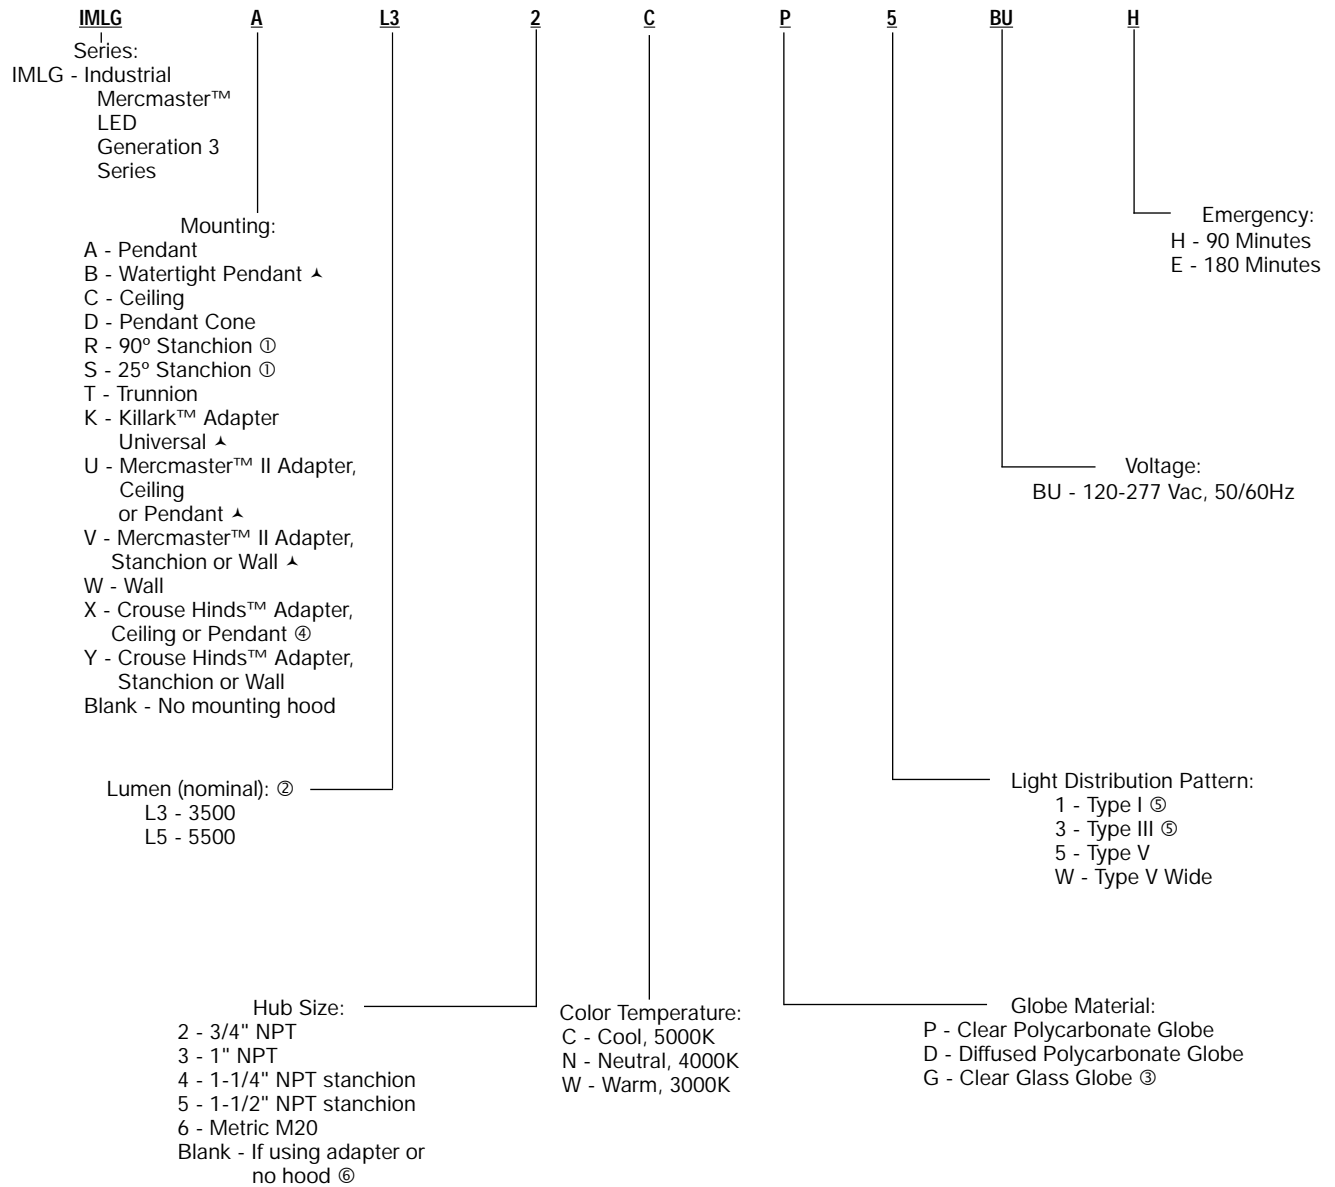 IMLG A L3 2 C P 5 BU H
Series:
IMLG - Industrial
Mercmaster™
LED
Generation 3
Series
Mounting:
A - Pendant
B - Watertight Pendant ⅄
C - Ceiling
D - Pendant Cone
R - 90º Stanchion ①
S - 25º Stanchion ①
T - Trunnion
K - Killark™ Adapter
Universal ⅄
U - Mercmaster™ II Adapter,
Ceiling
or Pendant ⅄
V - Mercmaster™ II Adapter,
Stanchion or Wall ⅄
W - Wall
X - Crouse Hinds™ Adapter,
Ceiling or Pendant ④
Y - Crouse Hinds™ Adapter,
Stanchion or Wall
Blank - No mounting hood
Emergency:
H - 90 Minutes
E - 180 Minutes
Voltage:
BU - 120-277 Vac, 50/60Hz
Lumen (nominal): ②
L3 - 3500
L5 - 5500
Light Distribution Pattern:
1 - Type I ⑤
3 - Type III ⑤
5 - Type V
W - Type V Wide
Hub Size:
2 - 3/4" NPT
3 - 1" NPT
4 - 1-1/4" NPT stanchion
5 - 1-1/2" NPT stanchion
6 - Metric M20
Blank - If using adapter or
no hood ⑥
Color Temperature:
C - Cool, 5000K
N - Neutral, 4000K
W - Warm, 3000K
Globe Material:
P - Clear Polycarbonate Globe
D - Diffused Polycarbonate Globe
G - Clear Glass Globe ③